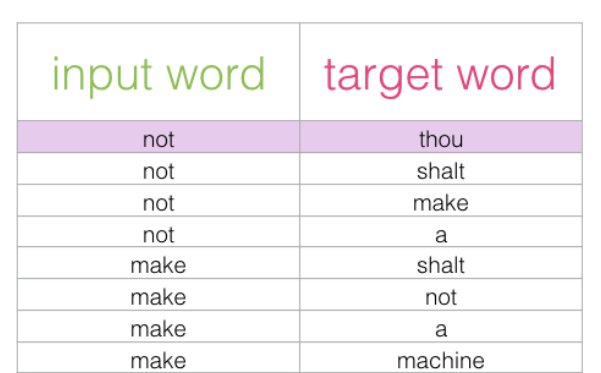 input word target word
not thou
not shalt
not make
not a
make shalt
make not
make a
make machine